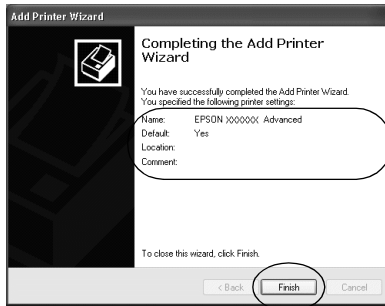 Add Printer Wizard
Completing the Add Printer
Wizard
You have successfully completed the Add Printer Wizard.
You specified the following printer settings:
Name: EPSON XXXXXX Advanced
Default: Yes
Location:
Comment:
To close this wizard, click Finish.
< Back Finish Cancel